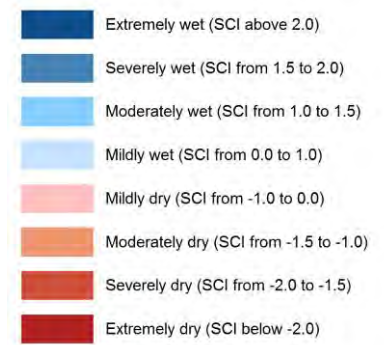 Extremely wet (SCI above 2.0)
Severely wet (SCI from 1.5 to 2.0)
Moderately wet (SCI from 1.0 to 1.5)
Mildly wet (SCI from 0.0 to 1.0)
Mildly dry (SCI from -1.0 to 0.0)
Moderately dry (SCI from -1.5 to -1.0)
Severely dry (SCI from -2.0 to -1.5)
Extremely dry (SCI below -2.0)